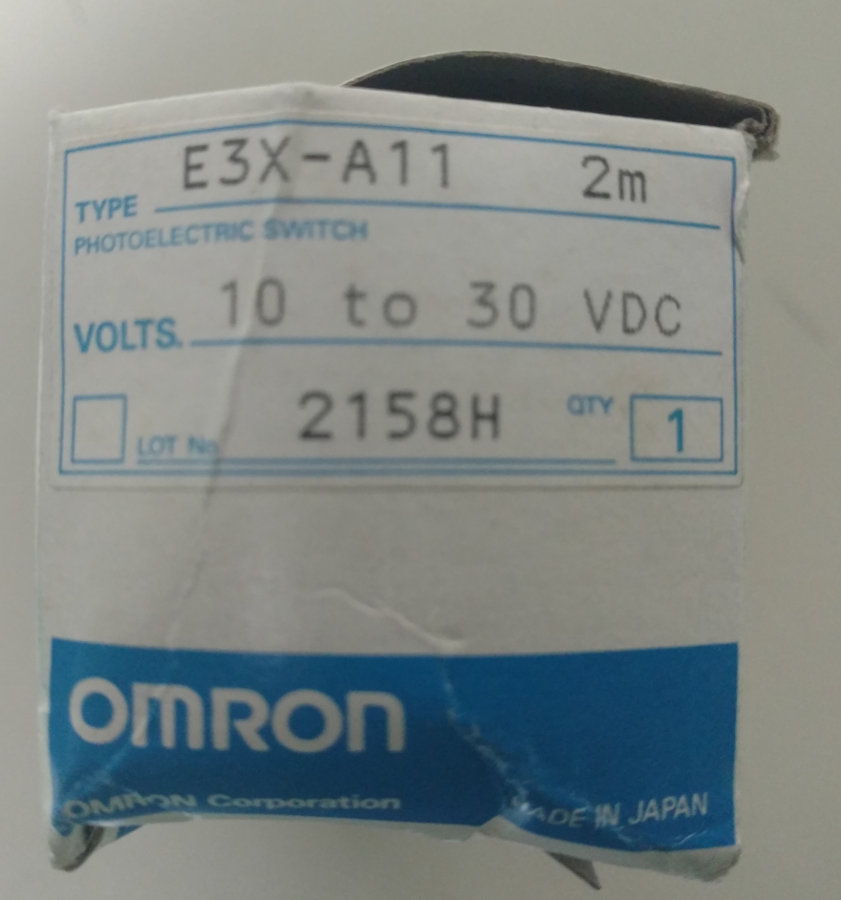 E3X-A11 2m
TYPE
PHOTOELECTRIC SWITCH
VOLTS. 10 to 30 VDC
LOT No 2158H QTY 1
OMRON
OMRON Corporation MADE IN JAPAN